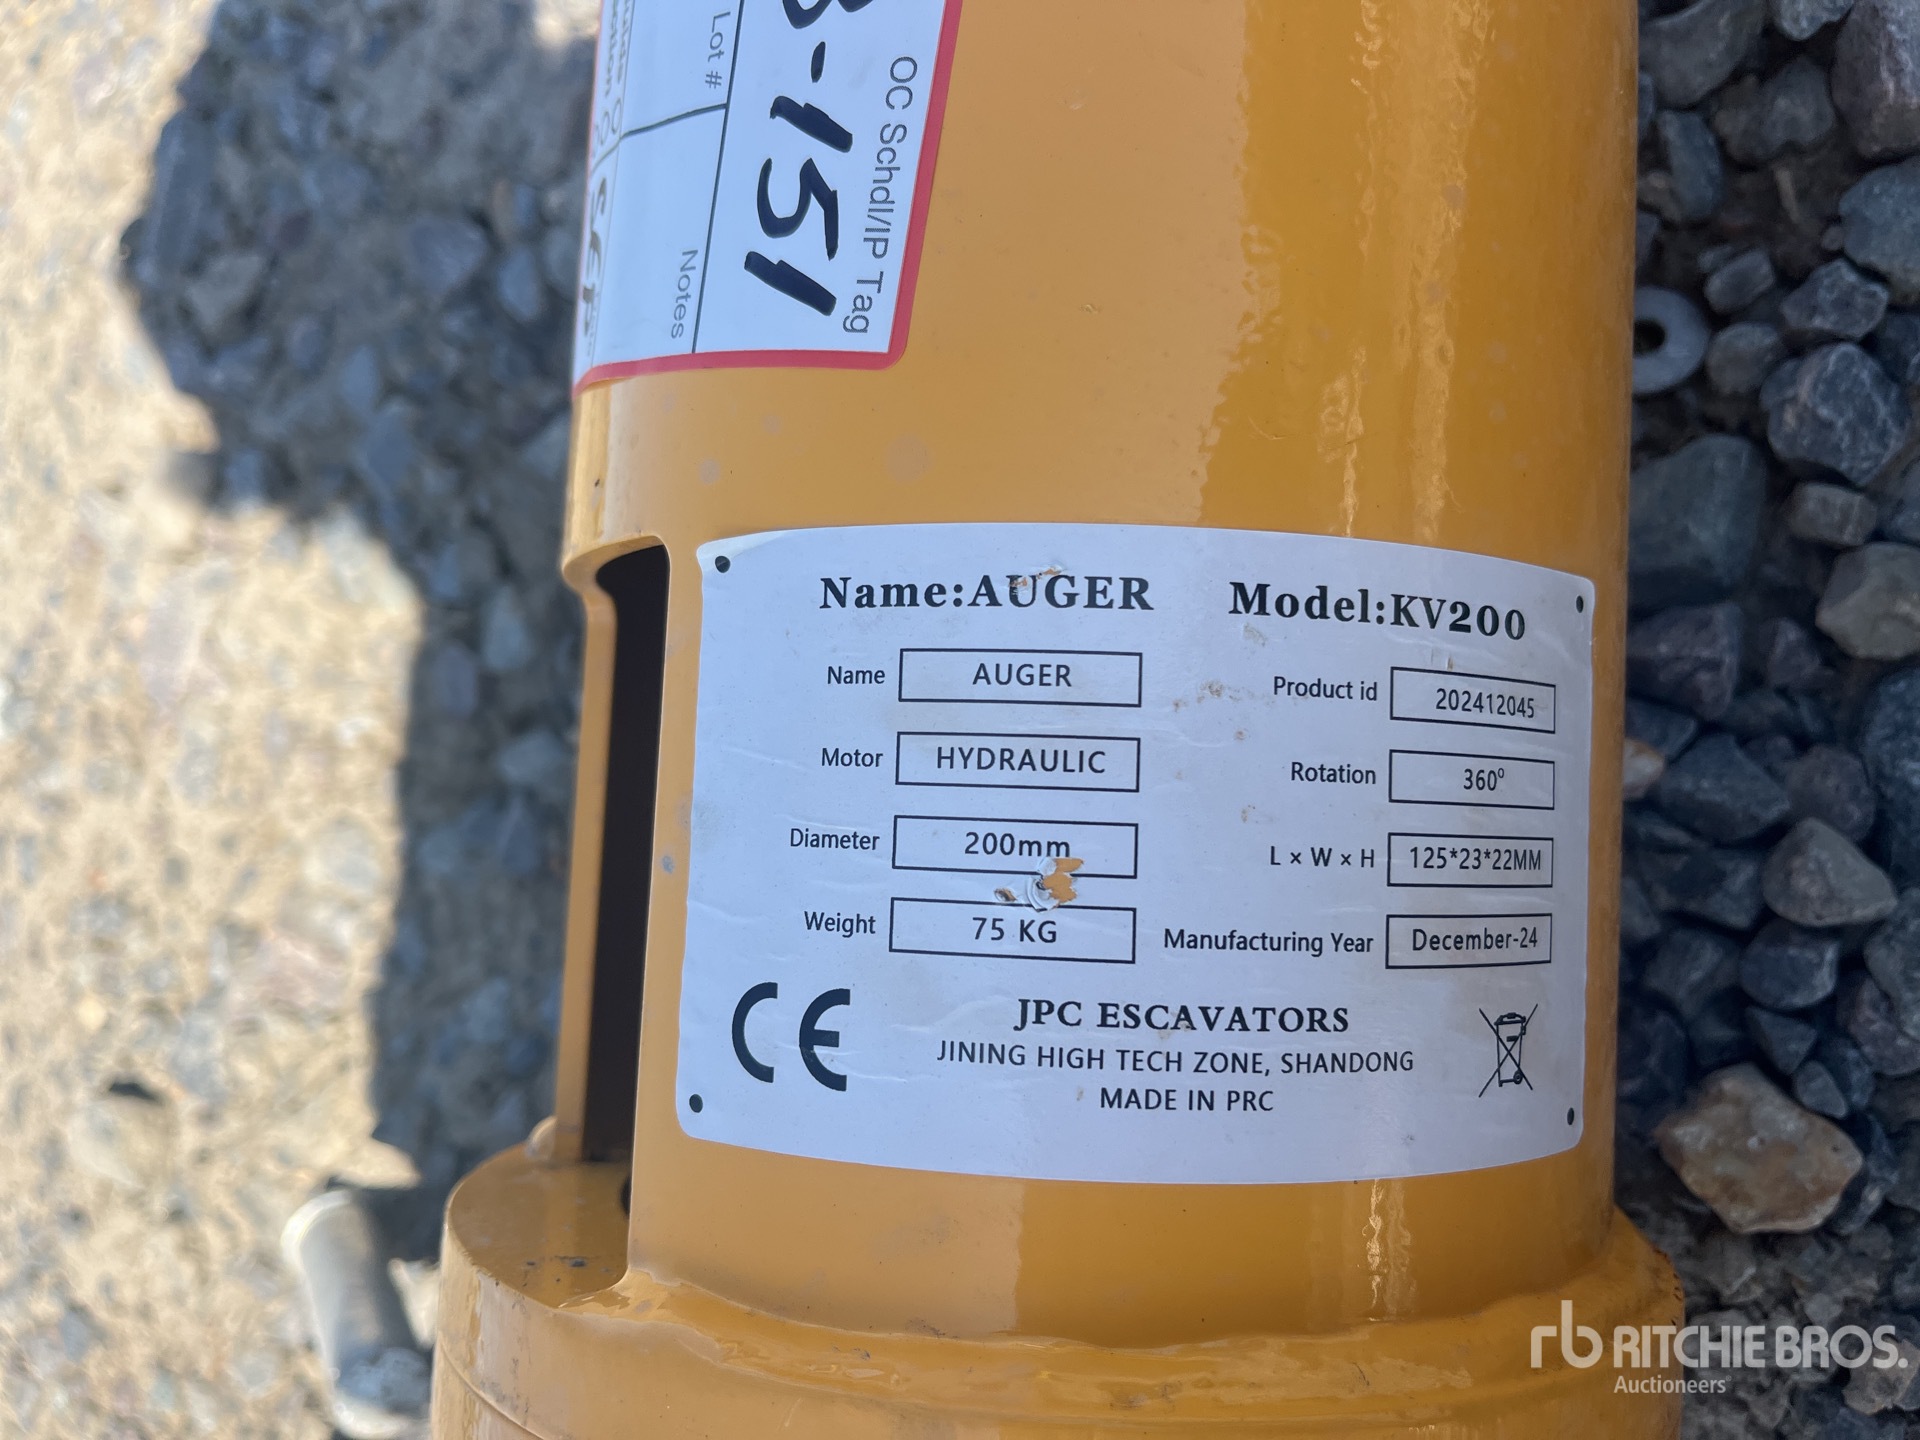 OC Schdl/IP Tag
-151
Lot #
Notes
Name:AUGER Model:KV200
Name AUGER Product id 202412045
Motor HYDRAULIC Rotation 360⁰
Diameter 200mm L × W × H 125*23*22MM
Weight 75 KG Manufacturing Year December-24
CE
JPC ESCAVATORS
JINING HIGH TECH ZONE, SHANDONG
MADE IN PRC
rb RITCHIE BROS.
Auctioneers